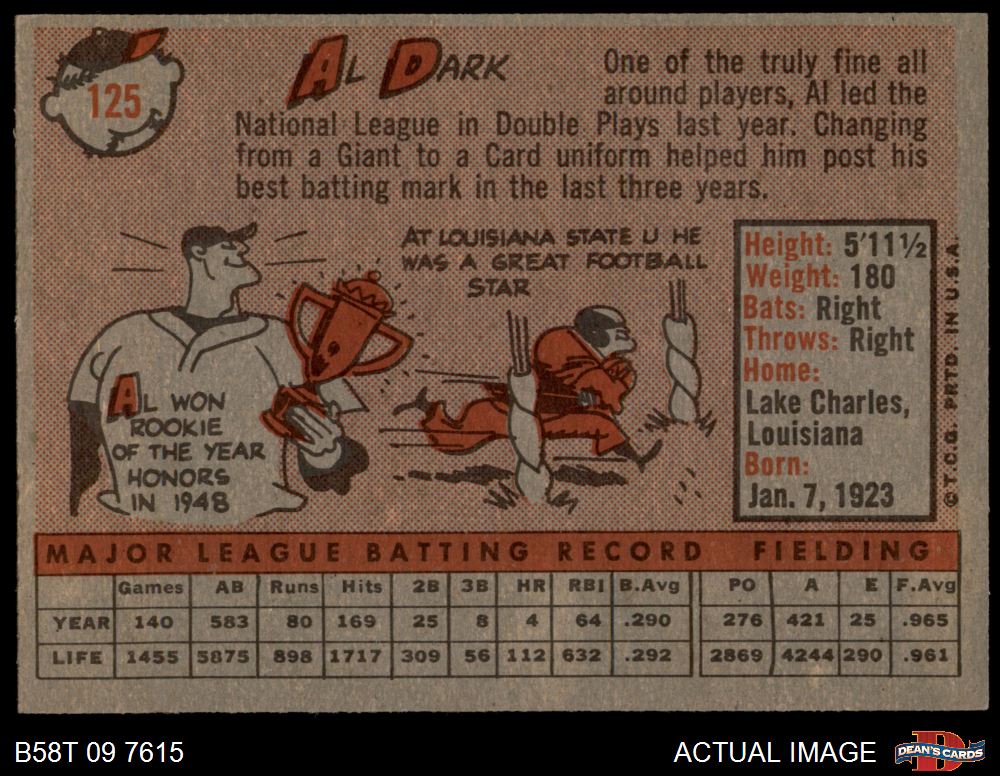 125
AL DARK
One of the truly fine all
around players, Al led the
National League in Double Plays last year. Changing
from a Giant to a Card uniform helped him post his
best batting mark in the last three years.
AL WON
ROOKIE
OF THE YEAR
HONORS
IN 1948
AT LOUISIANA STATE U HE
WAS A GREAT FOOTBALL
STAR
Height: 5'11½
Weight: 180
Bats: Right
Throws: Right
Home:
Lake Charles,
Louisiana
Born:
Jan. 7, 1923
© T.C.G. PRTD. IN U.S.A.
MAJOR LEAGUE BATTING RECORD FIELDING
Games AB Runs Hits 2B 3B HR RBI B.Avg PO A E F.Avg
YEAR 140 583 80 169 25 8 4 64 .290 276 421 25 .965
LIFE 1455 5875 898 1717 309 56 112 632 .292 2869 4244 290 .961
B58T 09 7615
ACTUAL IMAGE
DEAN'S CARDS